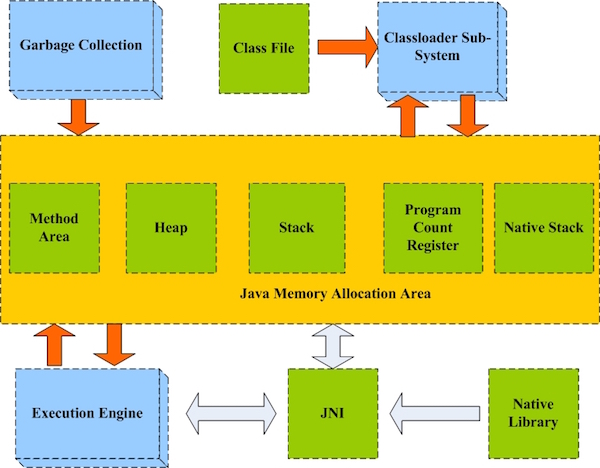 Garbage Collection
Class File
Classloader Sub-
System
Method
Area
Heap
Stack
Program
Count
Register
Native Stack
Java Memory Allocation Area
Execution Engine
JNI
Native
Library